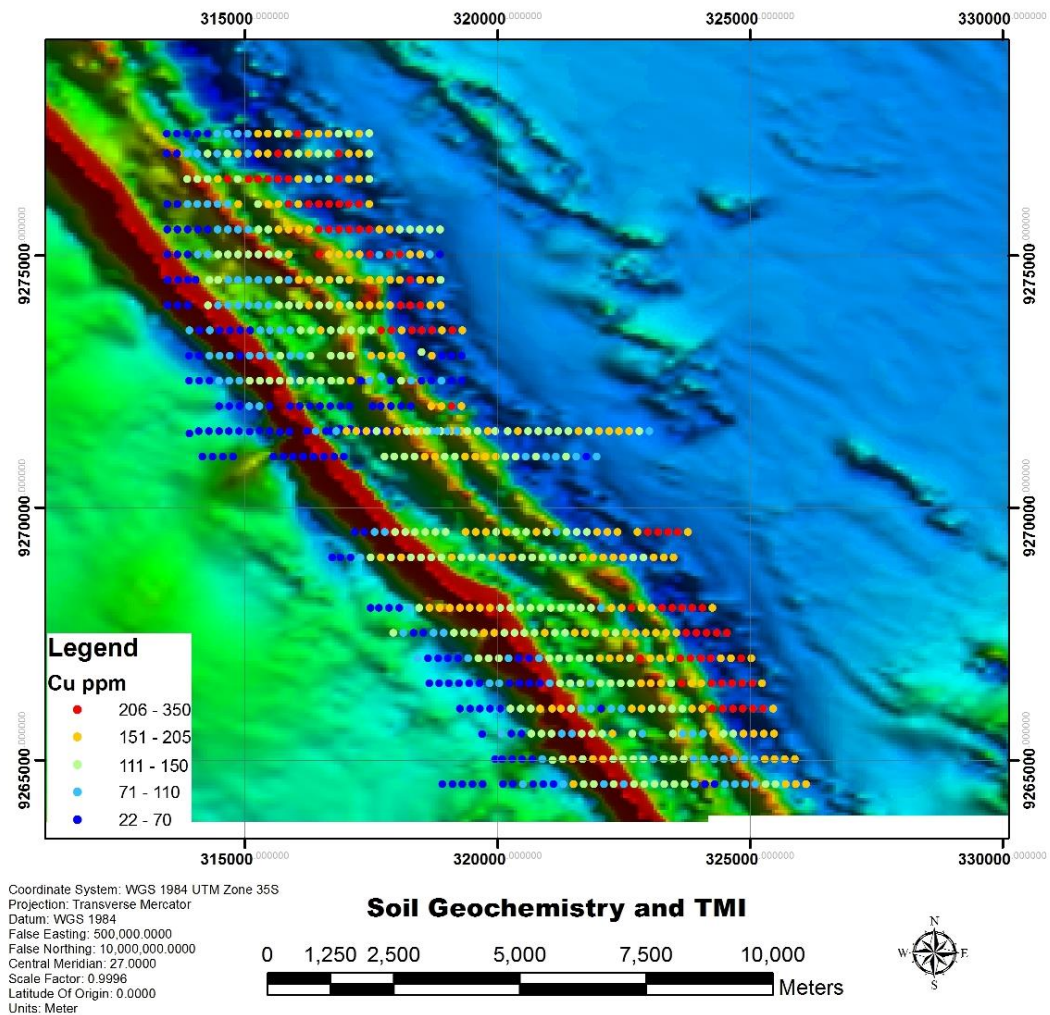 315000.000000 320000.000000 325000.000000 330000.000000
9275000.000000 9275000.000000
9270000.000000 9270000.000000
Legend
Cu ppm
206 - 350
151 - 205
111 - 150
71 - 110
22 - 70
9265000.000000 9265000.000000
315000.000000 320000.000000 325000.000000 330000.000000
Coordinate System: WGS 1984 UTM Zone 35S
Projection: Transverse Mercator
Datum: WGS 1984
False Easting: 500,000.0000
False Northing: 10,000,000.0000
Central Meridian: 27.0000
Scale Factor: 0.9996
Latitude Of Origin: 0.0000
Units: Meter
Soil Geochemistry and TMI
0 1,250 2,500 5,000 7,500 10,000
Meters
N
W E
S